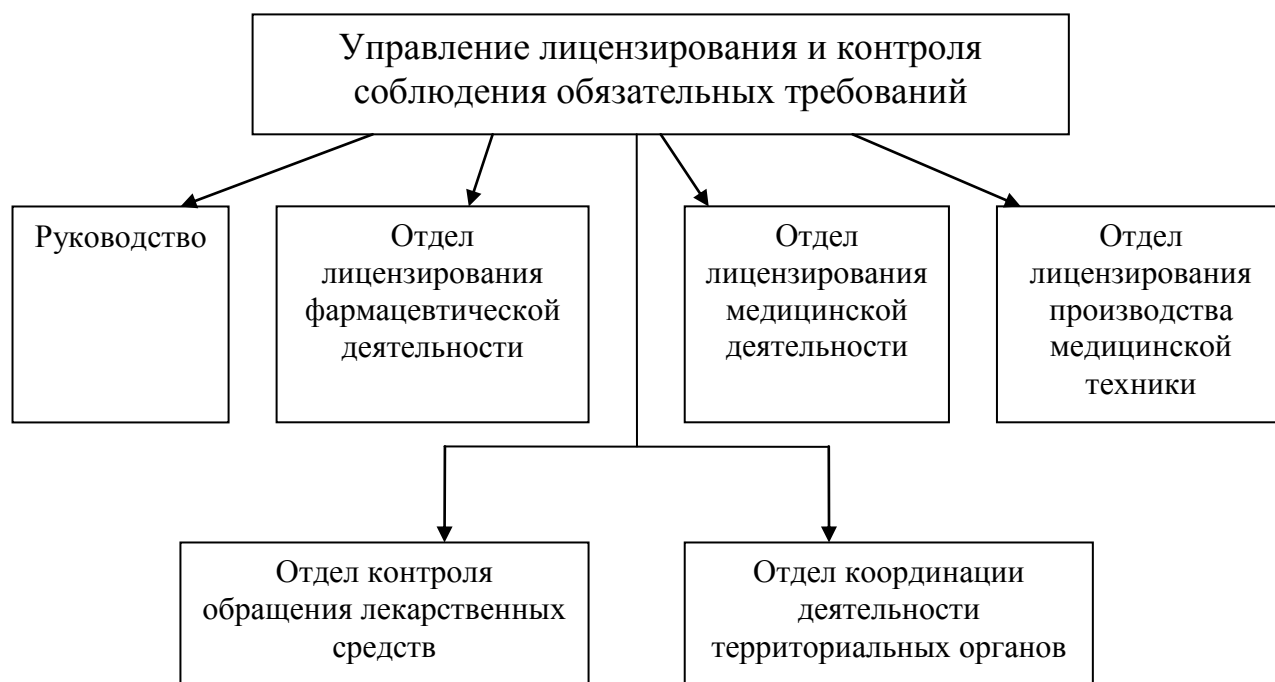 Управление лицензирования и контроля
соблюдения обязательных требований
Руководство
Отдел
лицензирования
фармацевтической
деятельности
Отдел
лицензирования
медицинской
деятельности
Отдел
лицензирования
производства
медицинской
техники
Отдел контроля
обращения лекарственных
средств
Отдел координации
деятельности
территориальных органов